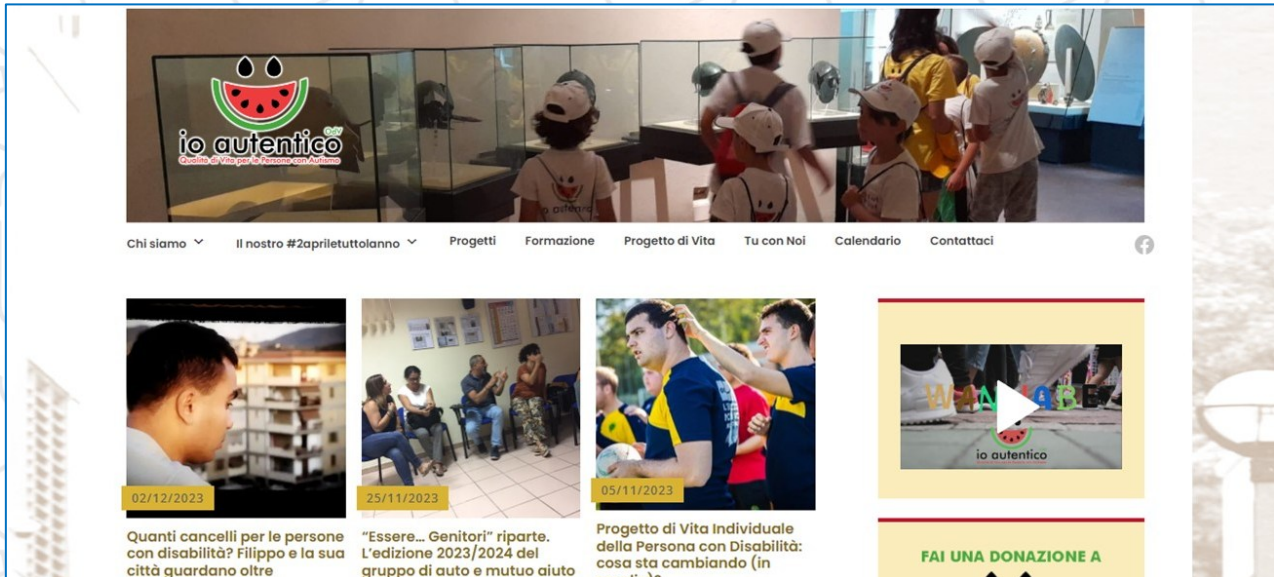 io autentico OdV
Qualità di Vita per le Persone con Autismo
io autentico
Chi siamo
Il nostro #2apriletuttolanno
Progetti
Formazione
Progetto di Vita
Tu con Noi
Calendario
Contattaci
02/12/2023
Quanti cancelli per le persone
con disabilità? Filippo e la sua
città guardano oltre
25/11/2023
“Essere... Genitori” riparte.
L’edizione 2023/2024 del
gruppo di auto e mutuo aiuto
05/11/2023
Progetto di Vita Individuale
della Persona con Disabilità:
cosa sta cambiando (in
WANNABE
io autentico
FAI UNA DONAZIONE A